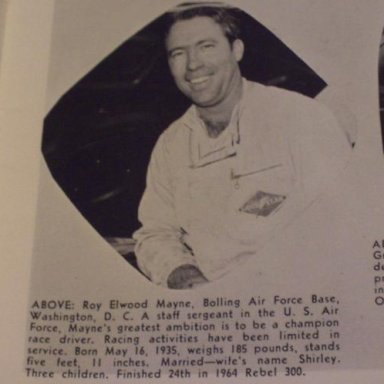 ABOVE: Roy Elwood Mayne, Bolling Air Force Base,
Washington, D. C. A staff sergeant in the U. S. Air
Force, Mayne's greatest ambition is to be a champion
race driver. Racing activities have been limited in
service. Born May 16, 1935, weighs 185 pounds, stands
five feet, 11 inches. Married—wife's name Shirley.
Three children. Finished 24th in 1964 Rebel 300.